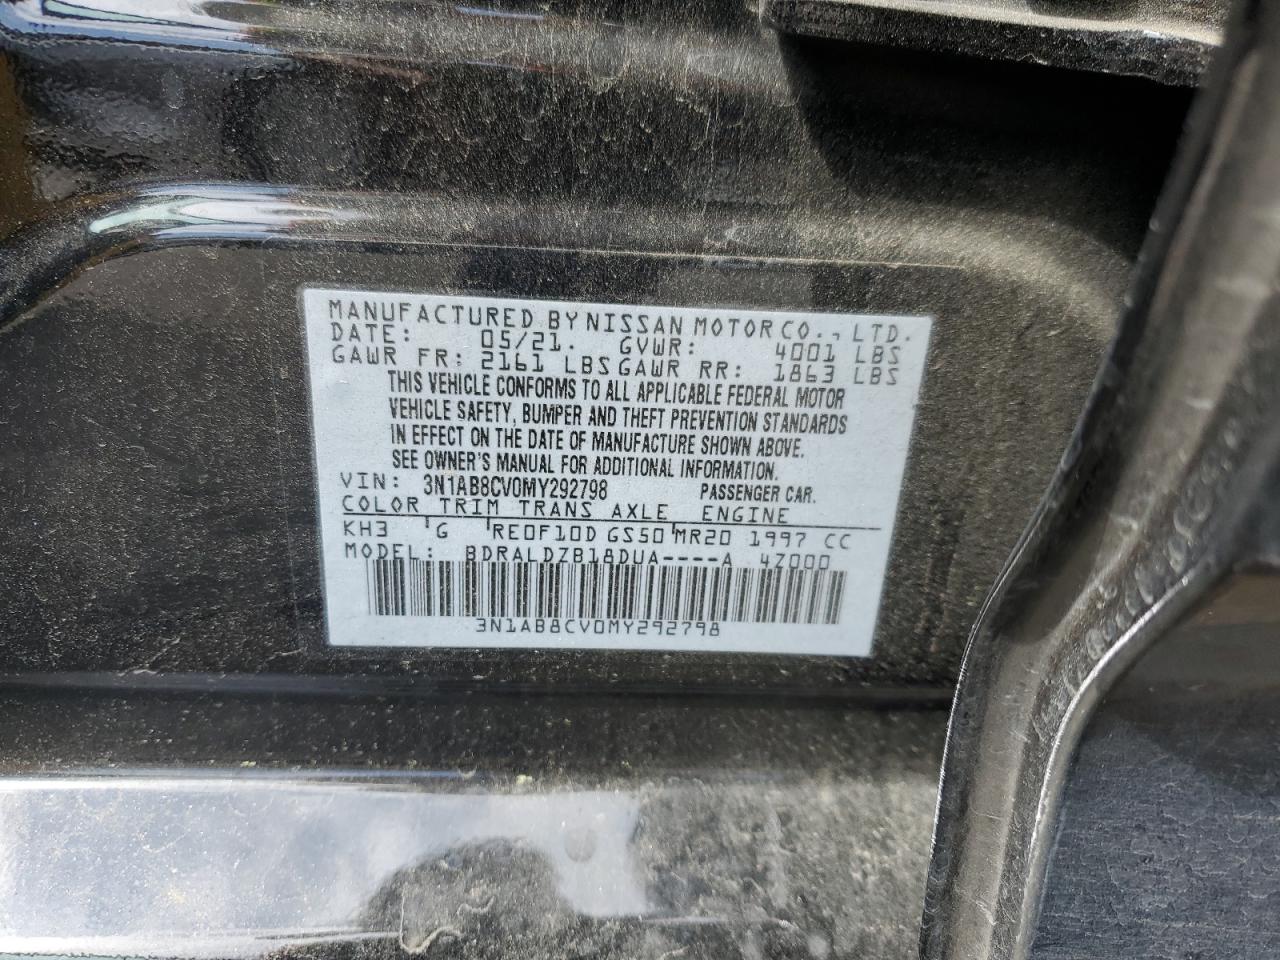 MANUFACTURED BY NISSAN MOTOR CO., LTD.
DATE: 05/21. GVWR: 4001 LBS
GAWR FR: 2161 LBS GAWR RR: 1863 LBS
THIS VEHICLE CONFORMS TO ALL APPLICABLE FEDERAL MOTOR
VEHICLE SAFETY, BUMPER AND THEFT PREVENTION STANDARDS
IN EFFECT ON THE DATE OF MANUFACTURE SHOWN ABOVE.
SEE OWNER'S MANUAL FOR ADDITIONAL INFORMATION.
VIN: 3N1AB8CV0MY292798 PASSENGER CAR.
COLOR TRIM TRANS AXLE ENGINE
KH3 G RE0F10D GS50 MR20 1997 CC
MODEL: BDRALDZB18DUA----A 4Z000
3N1AB8CV0MY292798